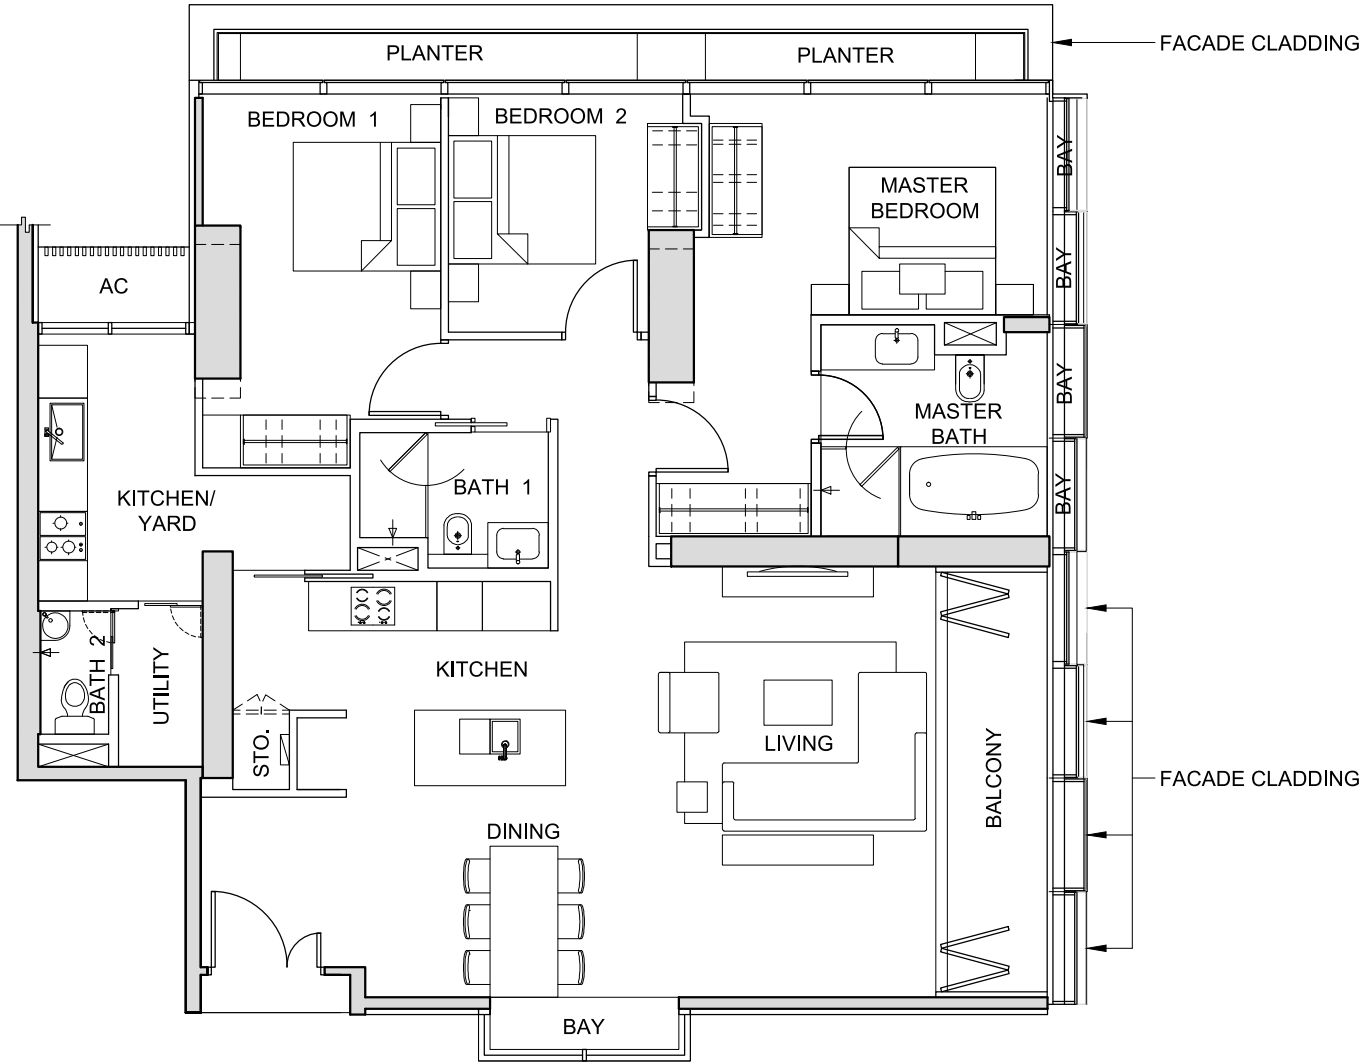 PLANTER
PLANTER
FACADE CLADDING
BEDROOM 1
BEDROOM 2
BAY
MASTER
BEDROOM
AC
BAY
BAY
MASTER
BATH
KITCHEN/
YARD
BATH 1
BAY
KITCHEN
BATH 2
UTILITY
STO.
LIVING
BALCONY
FACADE CLADDING
DINING
BAY